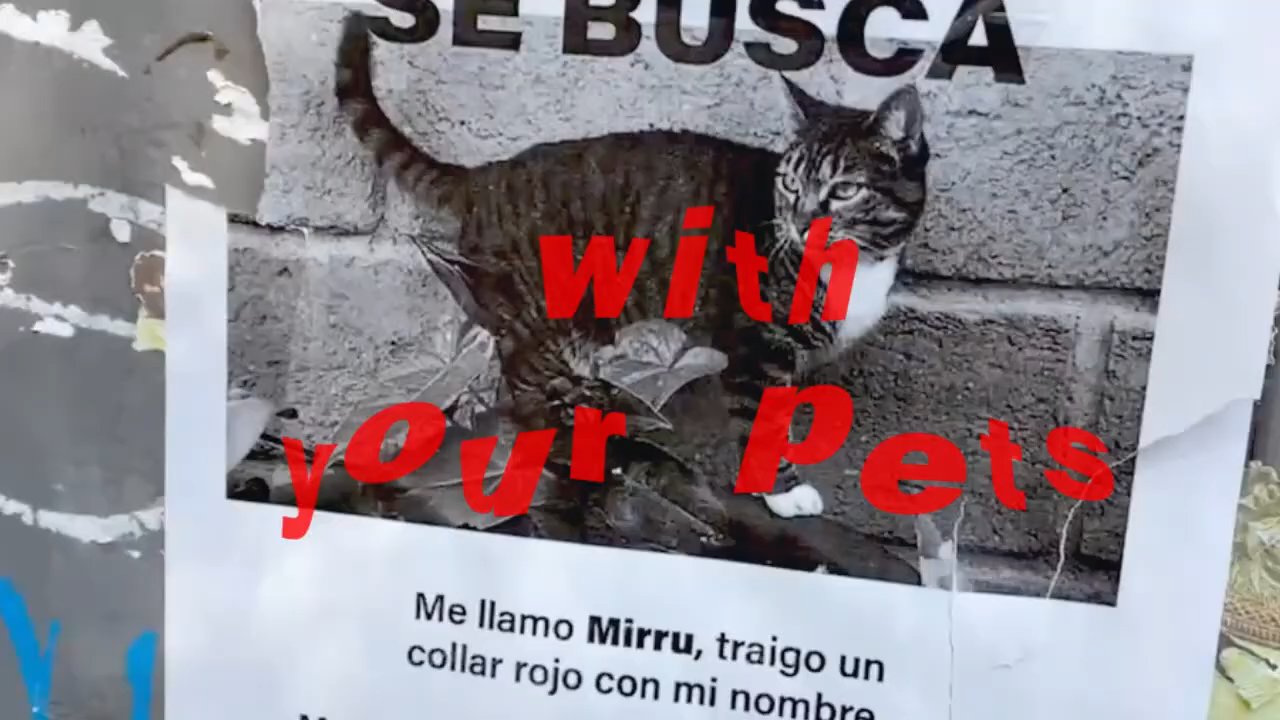 SE BUSCA
with
your pets
Me llamo Mirru, traigo un
collar rojo con mi nombre